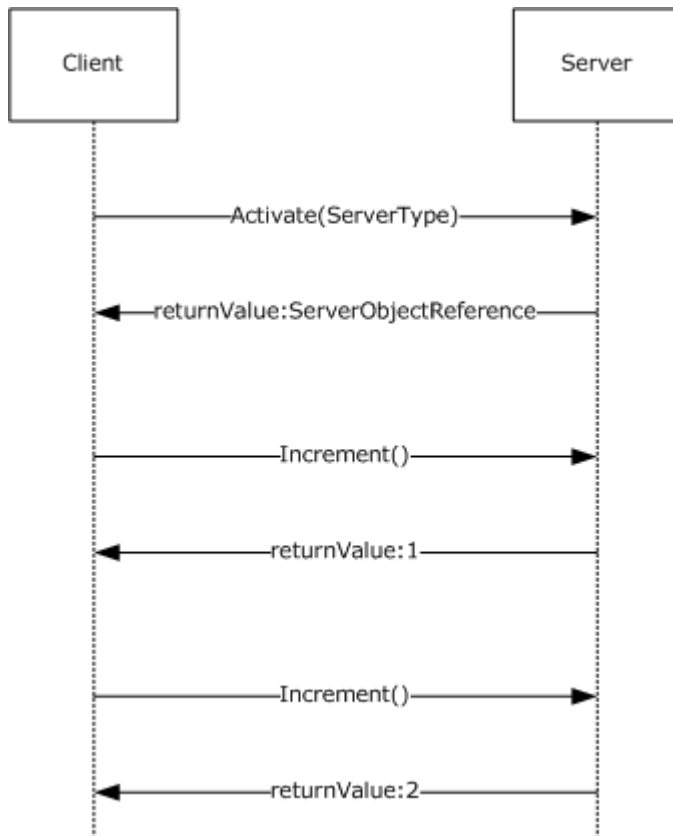 Client
Server
Activate(ServerType)
returnValue:ServerObjectReference
Increment()
returnValue:1
Increment()
returnValue:2